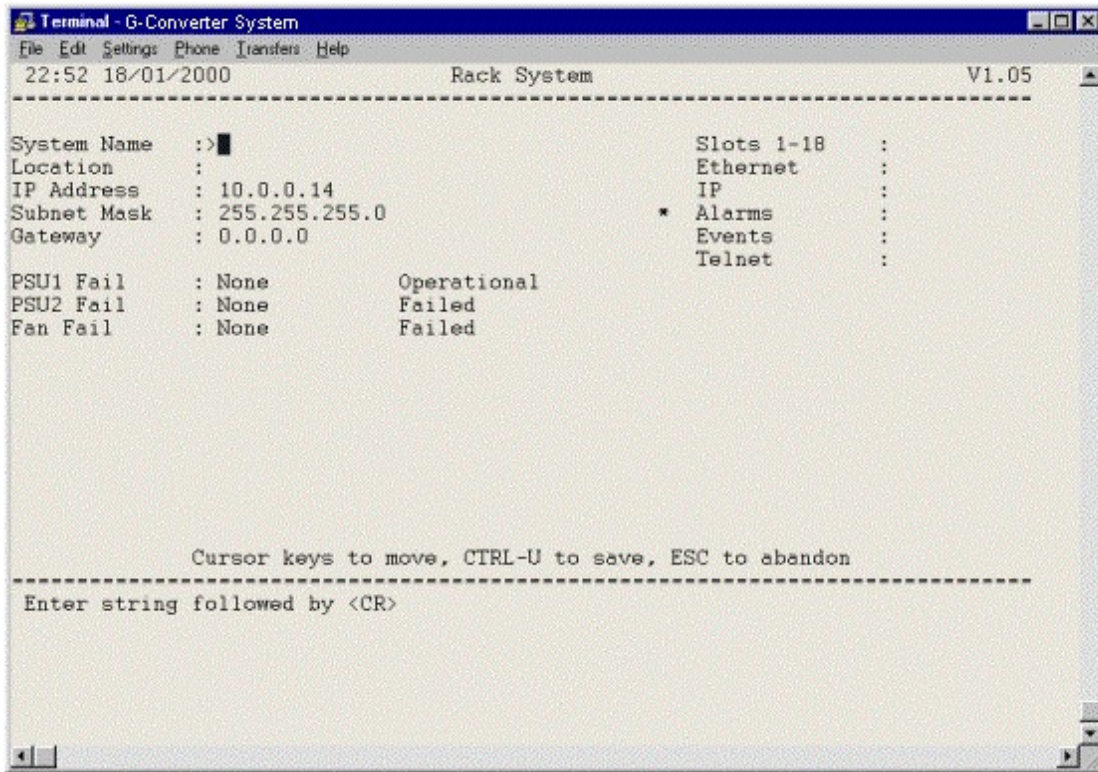 Terminal - G-Converter System
File Edit Settings Phone Transfers Help
22:52 18/01/2000 Rack System V1.05
System Name :> Slots 1-18 :
Location : Ethernet :
IP Address : 10.0.0.14 IP :
Subnet Mask : 255.255.255.0 * Alarms :
Gateway : 0.0.0.0 Events :
Telnet :
PSU1 Fail : None Operational
PSU2 Fail : None Failed
Fan Fail : None Failed
Cursor keys to move, CTRL-U to save, ESC to abandon
Enter string followed by <CR>